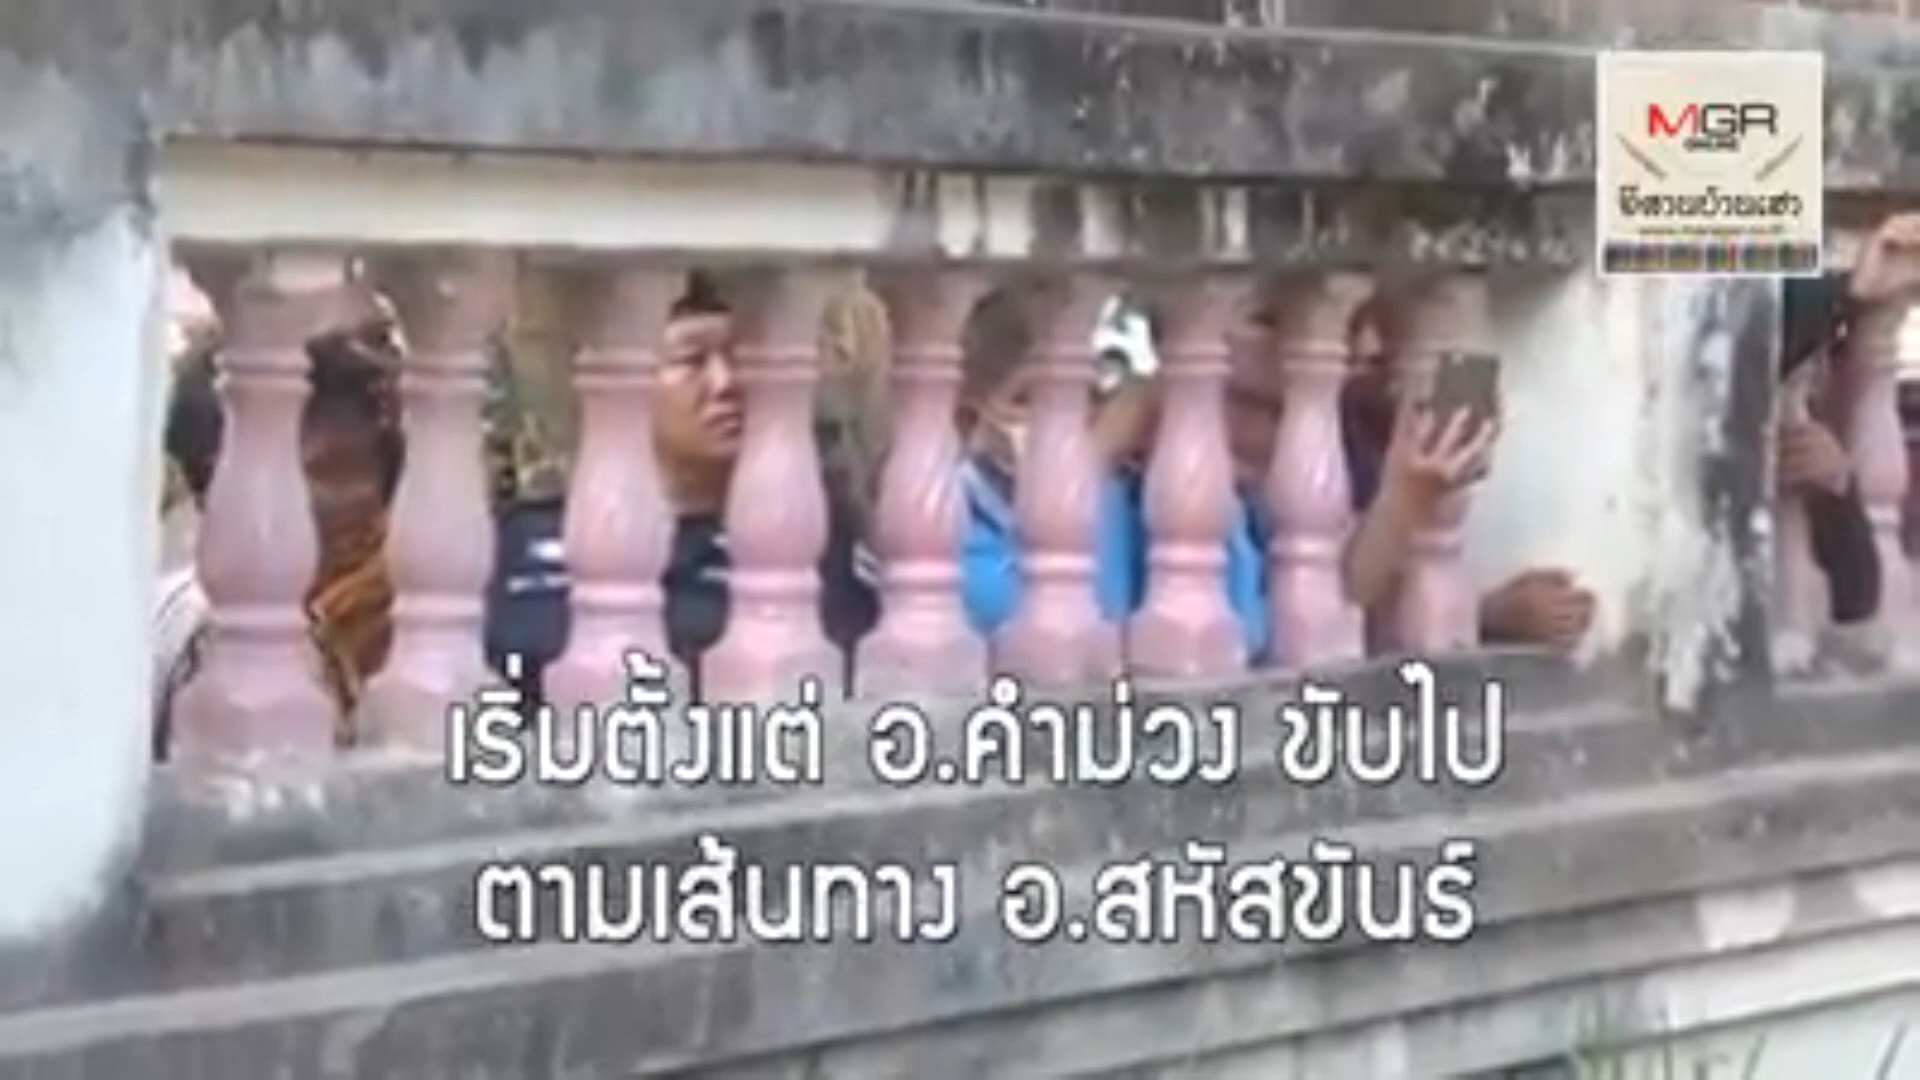 MGR
ONLINE
เริ่มตั้งแต่ อ.คำม่วง ขับไป
ตามเส้นทาง อ.สหัสขันธ์